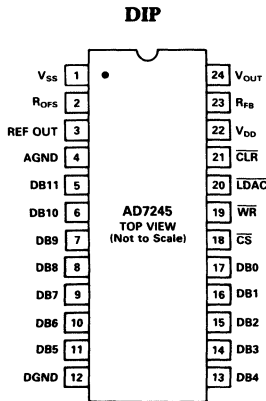 DIP
VSS 1
ROFS 2
REF OUT 3
AGND 4
DB11 5
DB10 6
DB9 7
DB8 8
DB7 9
DB6 10
DB5 11
DGND 12
AD7245
TOP VIEW
(Not to Scale)
24 VOUT
23 RFB
22 VDD
21 CLR
20 LDAC
19 WR
18 CS
17 DB0
16 DB1
15 DB2
14 DB3
13 DB4